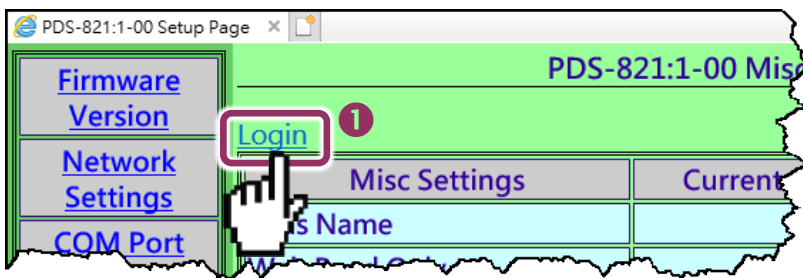 PDS-821:1-00 Setup Page
PDS-821:1-00 Misc
Firmware
Version
1
Login
Network
Settings
Misc Settings
Current
Name
COM Port